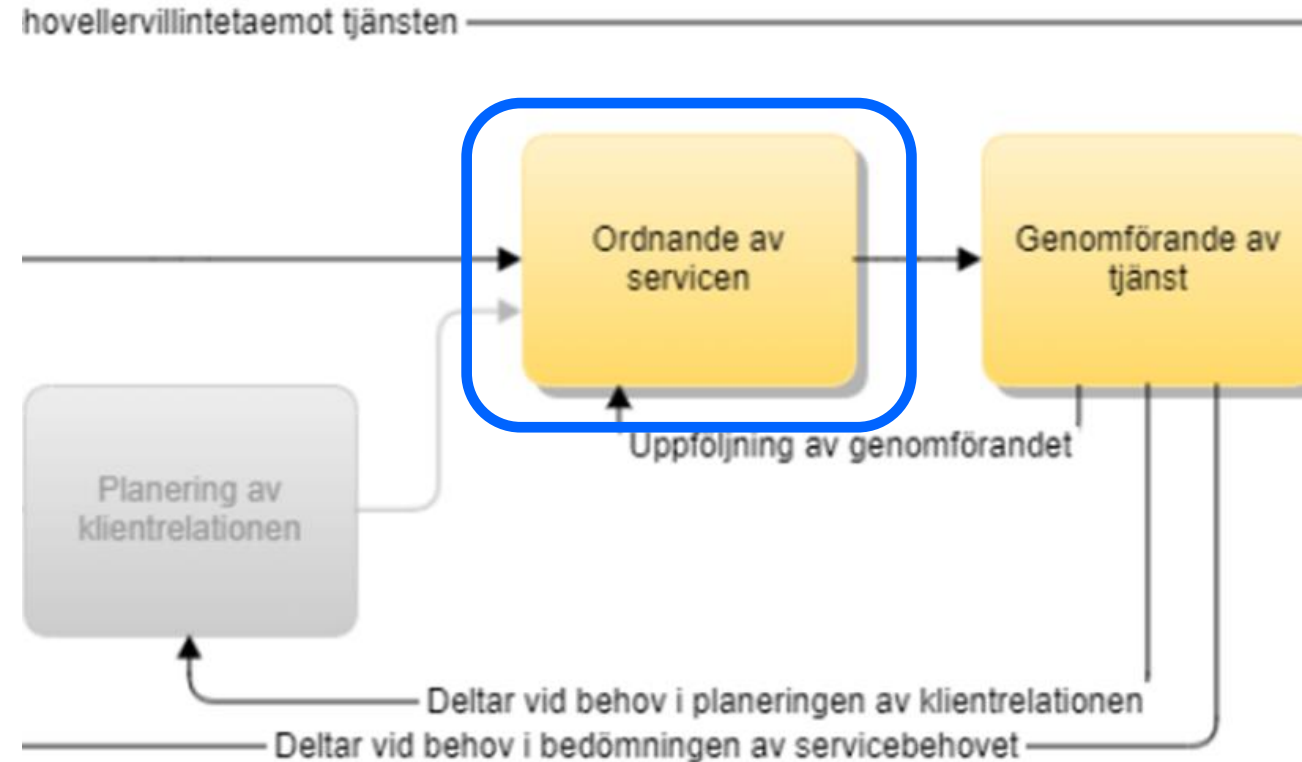 hovellervillintetaemot tjänsten
Ordnande av
servicen
Genomförande av
tjänst
Uppföljning av genomförandet
Planering av
klientrelationen
Deltar vid behov i planeringen av klientrelationen
Deltar vid behov i bedömningen av servicebehovet